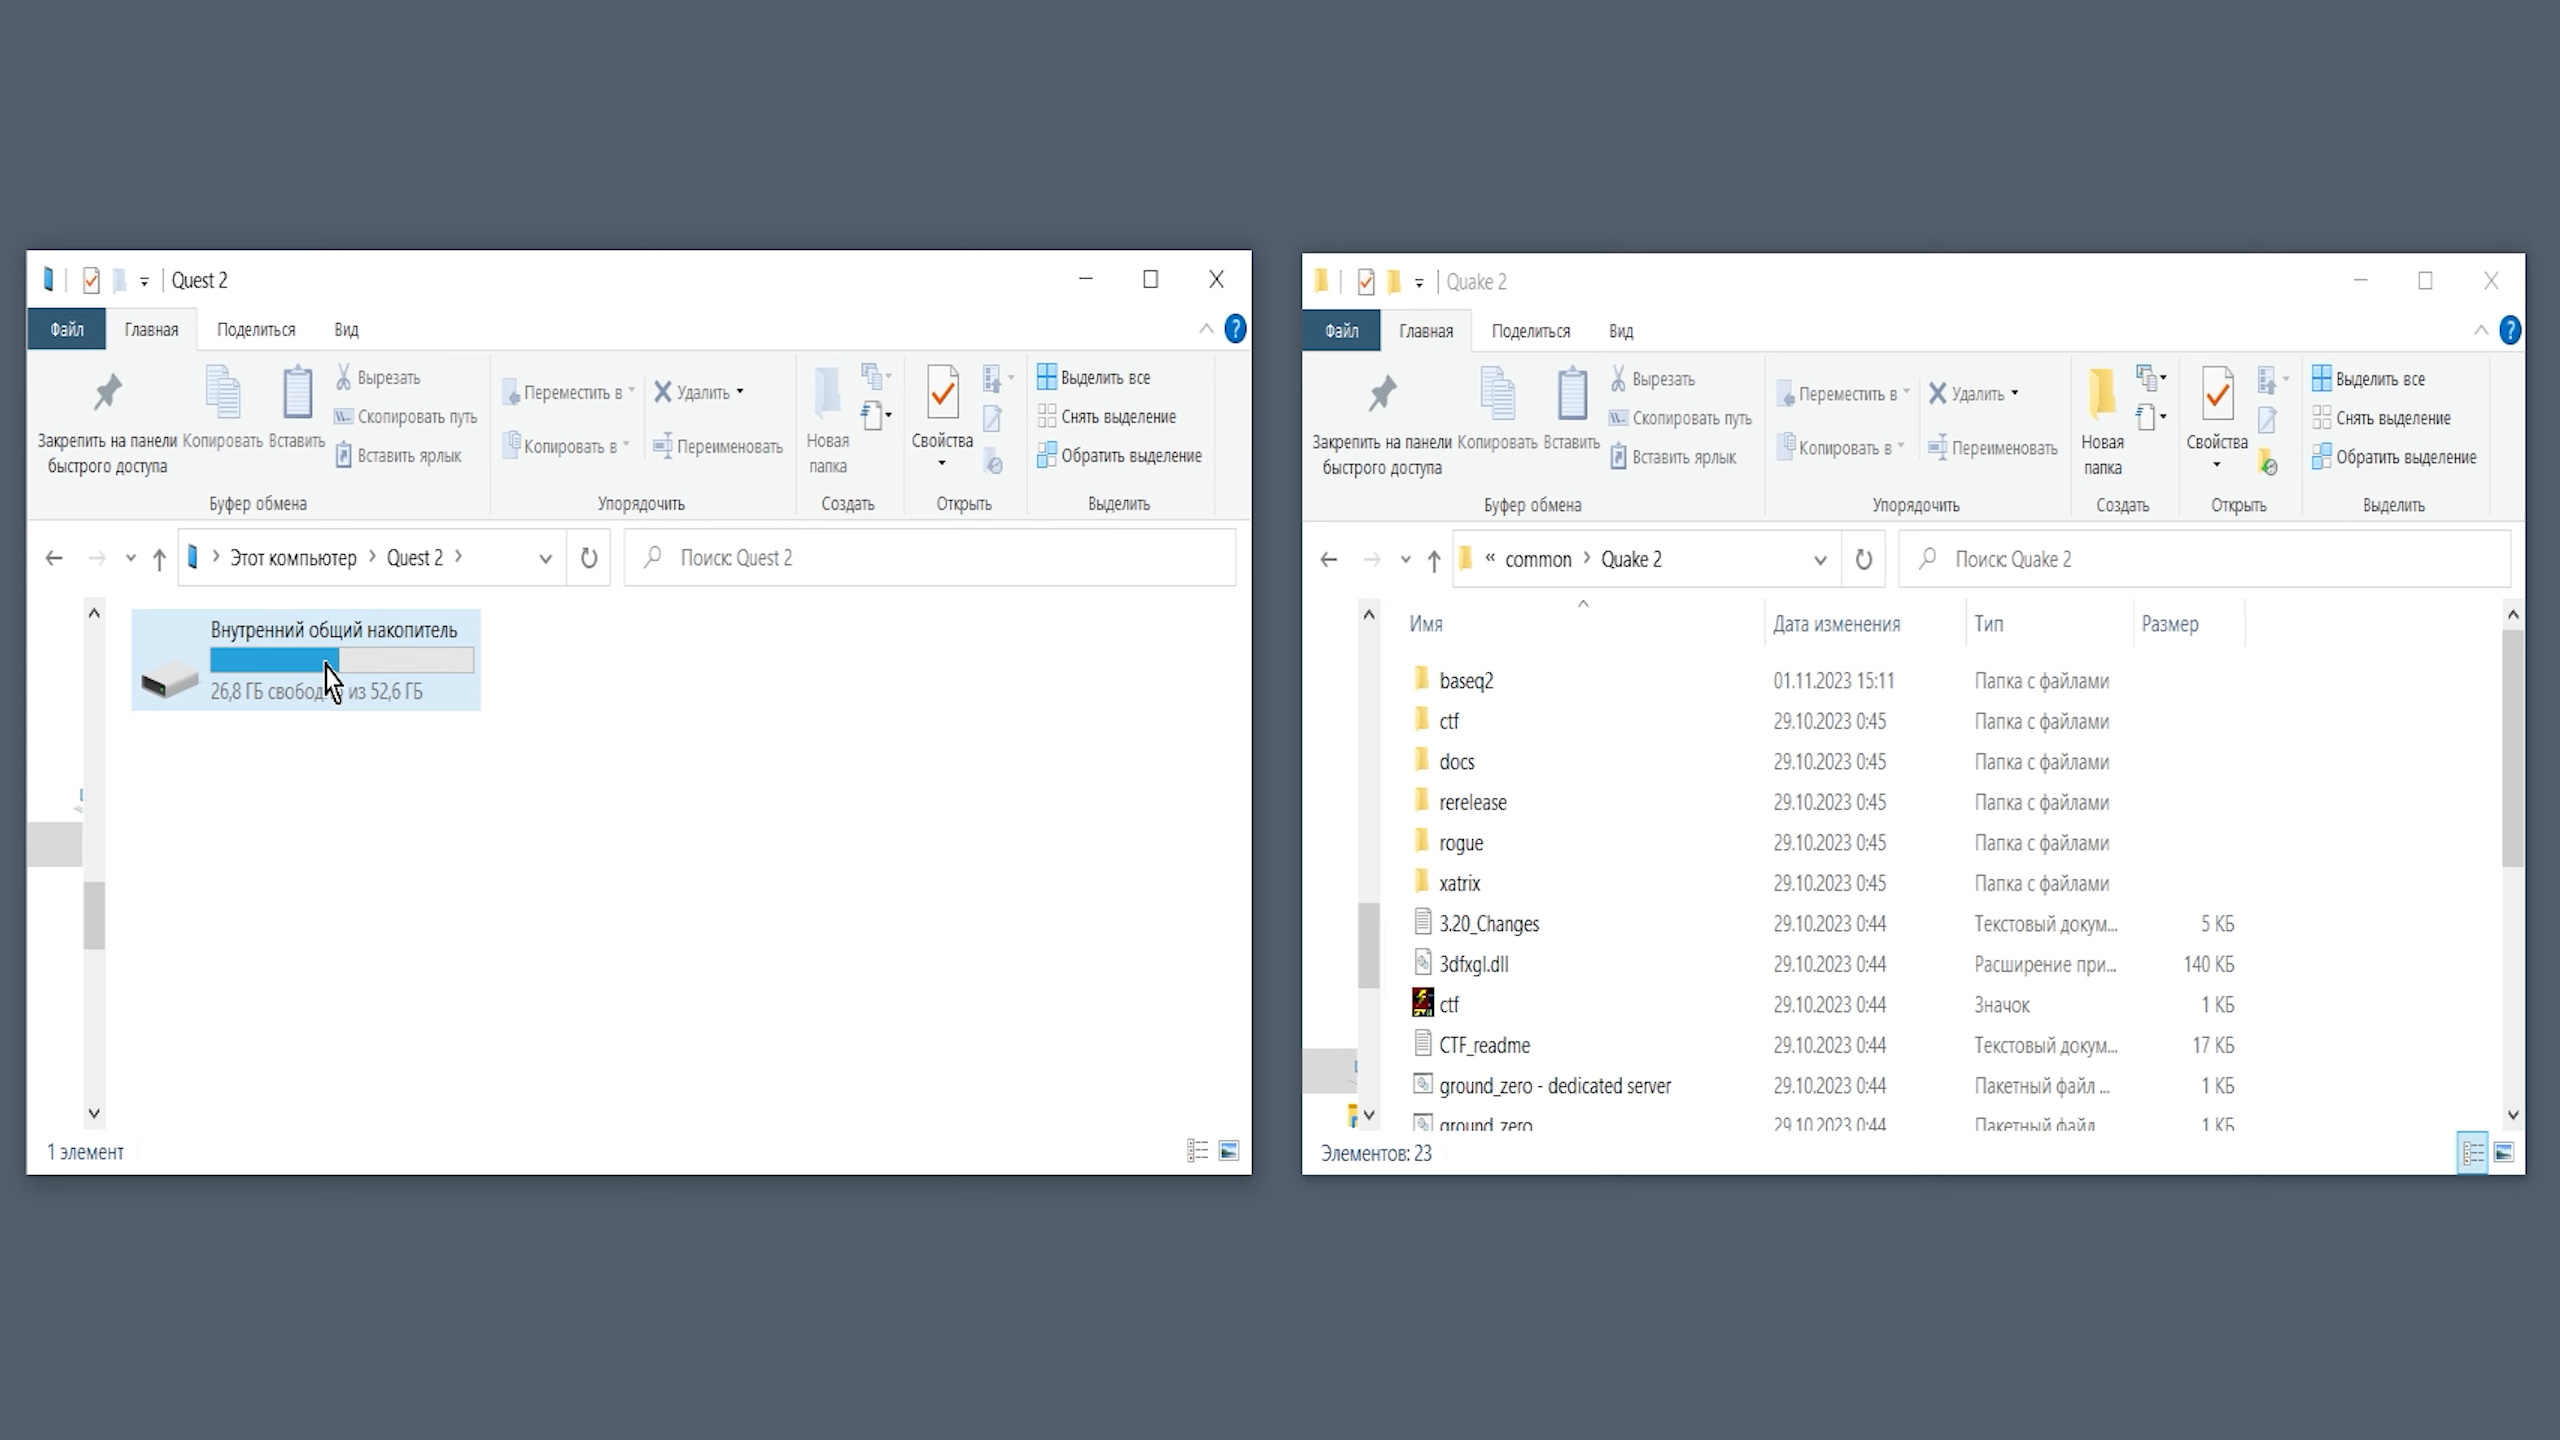 Quest 2
Файл Главная Поделиться Вид
Закрепить на панели быстрого доступа
Копировать
Вставить
Вырезать
Скопировать путь
Вставить ярлык
Буфер обмена
Переместить в
Копировать в
Удалить
Переименовать
Упорядочить
Новая папка
Создать
Свойства
Открыть
Выделить все
Снять выделение
Обратить выделение
Выделить
Этот компьютер Quest 2
Поиск: Quest 2
Внутренний общий накопитель
26,8 ГБ из 52,6 ГБ
1 элемент
Quake 2
Файл Главная Поделиться Вид
Закрепить на панели быстрого доступа
Копировать
Вставить
Вырезать
Скопировать путь
Вставить ярлык
Буфер обмена
Переместить в
Копировать в
Удалить
Переименовать
Упорядочить
Новая папка
Создать
Свойства
Открыть
Выделить все
Снять выделение
Обратить выделение
Выделить
« common Quake 2
Поиск: Quake 2
Имя Дата изменения Тип Размер
baseq2 01.11.2023 15:11 Папка с файлами
ctf 29.10.2023 0:45 Папка с файлами
docs 29.10.2023 0:45 Папка с файлами
rerelease 29.10.2023 0:45 Папка с файлами
rogue 29.10.2023 0:45 Папка с файлами
xatrix 29.10.2023 0:45 Папка с файлами
3.20_Changes 29.10.2023 0:44 Текстовый докум... 5 КБ
3dfxgl.dll 29.10.2023 0:44 Расширение при... 140 КБ
ctf 29.10.2023 0:44 Значок 1 КБ
CTF_readme 29.10.2023 0:44 Текстовый докум... 17 КБ
ground_zero - dedicated server 29.10.2023 0:44 Пакетный файл ... 1 КБ
ground_zero 29.10.2023 0:44 Пакетный файл 1 КБ
Элементов: 23